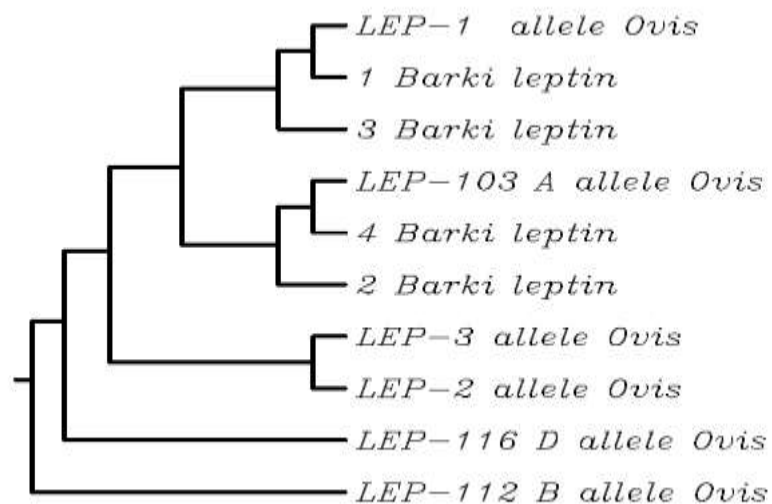 LEP-1 allele Ovis
1 Barki leptin
3 Barki leptin
LEP-103 A allele Ovis
4 Barki leptin
2 Barki leptin
LEP-3 allele Ovis
LEP-2 allele Ovis
LEP-116 D allele Ovis
LEP-112 B allele Ovis